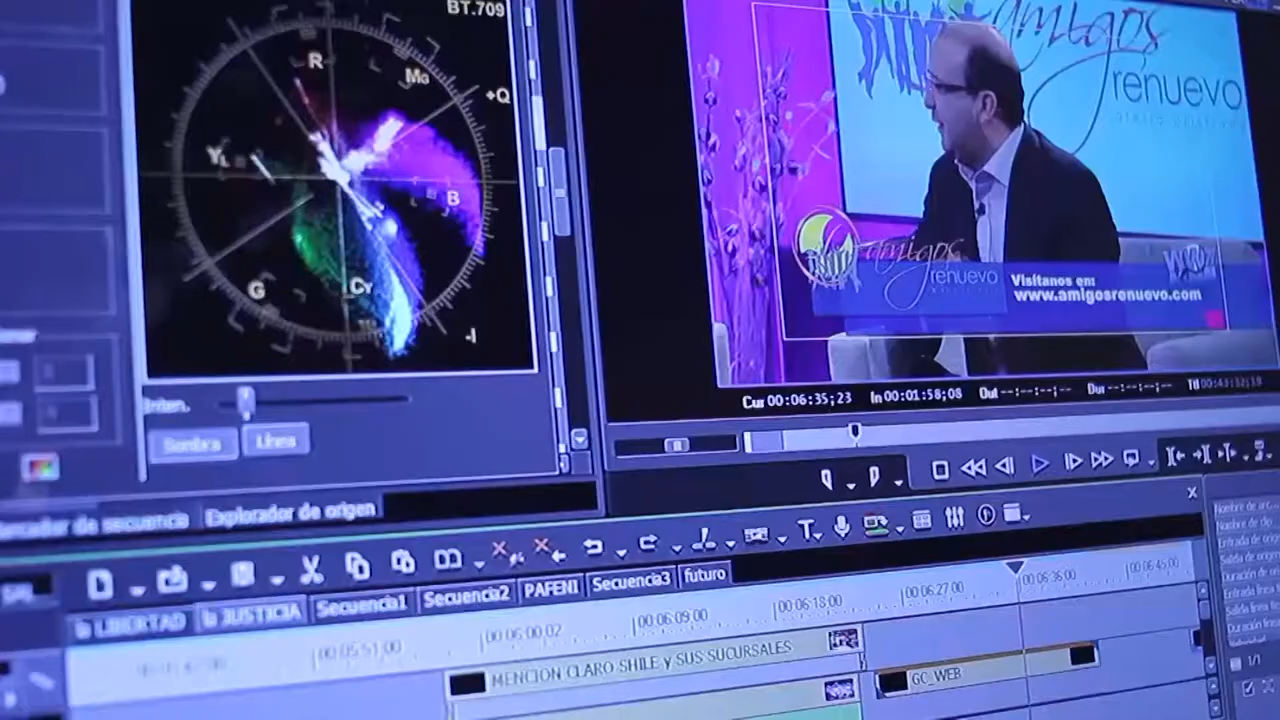 BT.709
R
Mg
+Q
YL
B
G
Cy
-I
amigos
renuevo
amigos
renuevo
Visítanos en:
www.amigosrenuevo.com
Cur 00:06:35;23 In 00:01:58;08 Out --:--:--;-- Dur --:--:--;--
Sombra Línea
Explorador de origen
LIBERTAD JUSTICIA Secuencia1 Secuencia2 PAFENI Secuencia3 futuro
00:05:51;00 00:06:00;02 00:06:09;00 00:06:18;00 00:06:27;00 00:06:36;00 00:06:45;00
MENCION CLARO SHILE y SUS SUCURSALES
GC_WEB
1/1